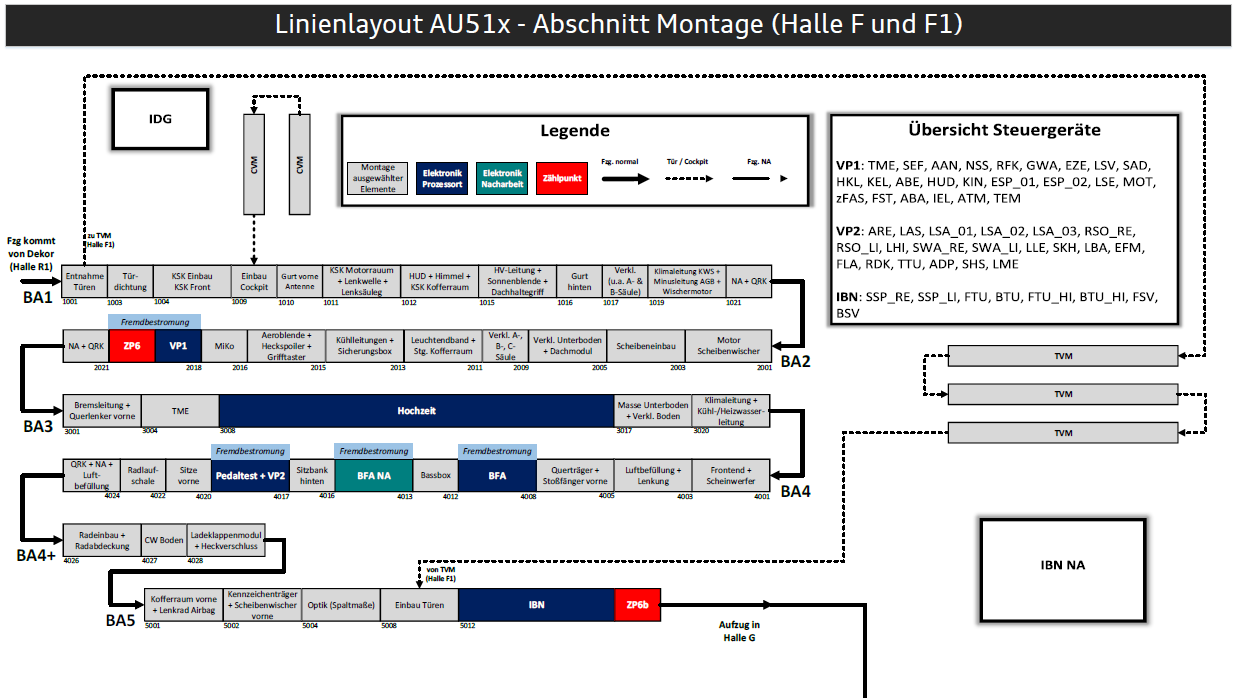 Linienlayout AU51x - Abschnitt Montage (Halle F und F1)
IDG
CVM
CVM
Legende
Montage
ausgewählter
Elemente
Elektronik
Prozessort
Elektronik
Nacharbeit
Zählpunkt
Fzg. normal
Tür / Cockpit
Fzg. NA
Übersicht Steuergeräte
VP1: TME, SEF, AAN, NSS, RFK, GWA, EZE, LSV, SAD,
HKL, KEL, ABE, HUD, KIN, ESP_01, ESP_02, LSE, MOT,
zFAS, FST, ABA, IEL, ATM, TEM
VP2: ARE, LAS, LSA_01, LSA_02, LSA_03, RSO_RE,
RSO_LI, LHI, SWA_RE, SWA_LI, LLE, SKH, LBA, EFM,
FLA, RDK, TTU, ADP, SHS, LME
IBN: SSP_RE, SSP_LI, FTU, BTU, FTU_HI, BTU_HI, FSV,
BSV
zu TVM
(Halle F1)
Fzg kommt
von Dekor
(Halle R1)
BA1
Entnahme
Türen
1001
Tür-
dichtung
1003
KSK Einbau
KSK Front
1004
Einbau
Cockpit
1009
Gurt vorne
Antenne
1010
KSK Motorrauum
+ Lenkwelle +
Lenksäuleg
1011
HUD + Himmel +
KSK Kofferraum
1012
HV-Leitung +
Sonnenblende +
Dachhaltegriff
1015
Gurt
hinten
1016
Verkl.
(u.a. A- &
B-Säule)
1017
Klimaleitung KWS +
Minusleitung AGB +
Wischermotor
1019
NA + QRK
1021
Fremdbestromung
NA + QRK
2021
ZP6
VP1
2018
MiKo
2016
Aeroblende +
Heckspoiler +
Grifftaster
2015
Kühlleitungen +
Sicherungsbox
2013
Leuchtendband +
Stg. Kofferraum
2011
Verkl. A-,
B-, C-
Säule
2009
Verkl. Unterboden
+ Dachmodul
2005
Scheibeneinbau
2003
Motor
Scheibenwischer
2001
BA2
TVM
TVM
TVM
BA3
Bremsleitung +
Querlenker vorne
3001
TME
3004
Hochzeit
3008
Masse Unterboden
+ Verkl. Boden
3017
Klimaleitung +
Kühl-/Heizwasser-
leitung
3020
Fremdbestromung
Fremdbestromung
Fremdbestromung
QRK + NA +
Luft-
befüllung
4024
Radlauf-
schale
4022
Sitze
vorne
4020
Pedaltest + VP2
4017
Sitzbank
hinten
4016
BFA NA
4013
Bassbox
4012
BFA
4008
Querträger +
Stoßfänger vorne
4005
Luftbefüllung +
Lenkung
4003
Frontend +
Scheinwerfer
4001
BA4
BA4+
Radeinbau +
Radabdeckung
4026
CW Boden
4027
Ladeklappenmodul
+ Heckverschluss
4028
IBN NA
von TVM
(Halle F1)
BA5
Kofferraum vorne
+ Lenkrad Airbag
5001
Kennzeichenträger
+ Scheibenwischer
vorne
5002
Optik (Spaltmaße)
5004
Einbau Türen
5008
IBN
5012
ZP6b
Aufzug in
Halle G